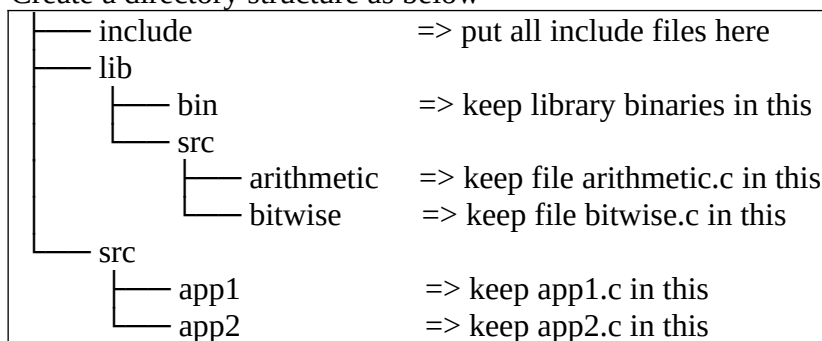 Create a directory structure as below
include => put all include files here
lib
bin => keep library binaries in this
src
arithmetic => keep file arithmetic.c in this
bitwise => keep file bitwise.c in this
src
app1 => keep app1.c in this
app2 => keep app2.c in this